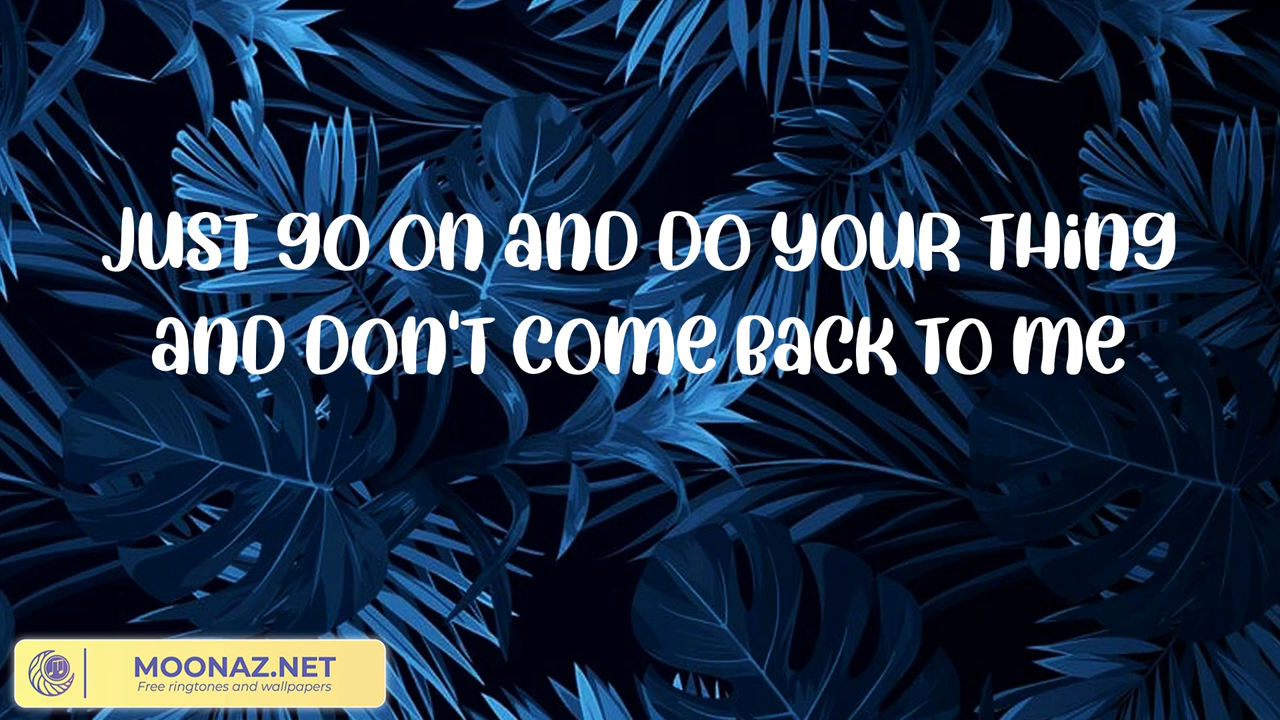 JUST gO On anD DO yOUR THing
anD DOn'T COme BaCK TO me
MOONAZ.NET
Free ringtones and wallpapers